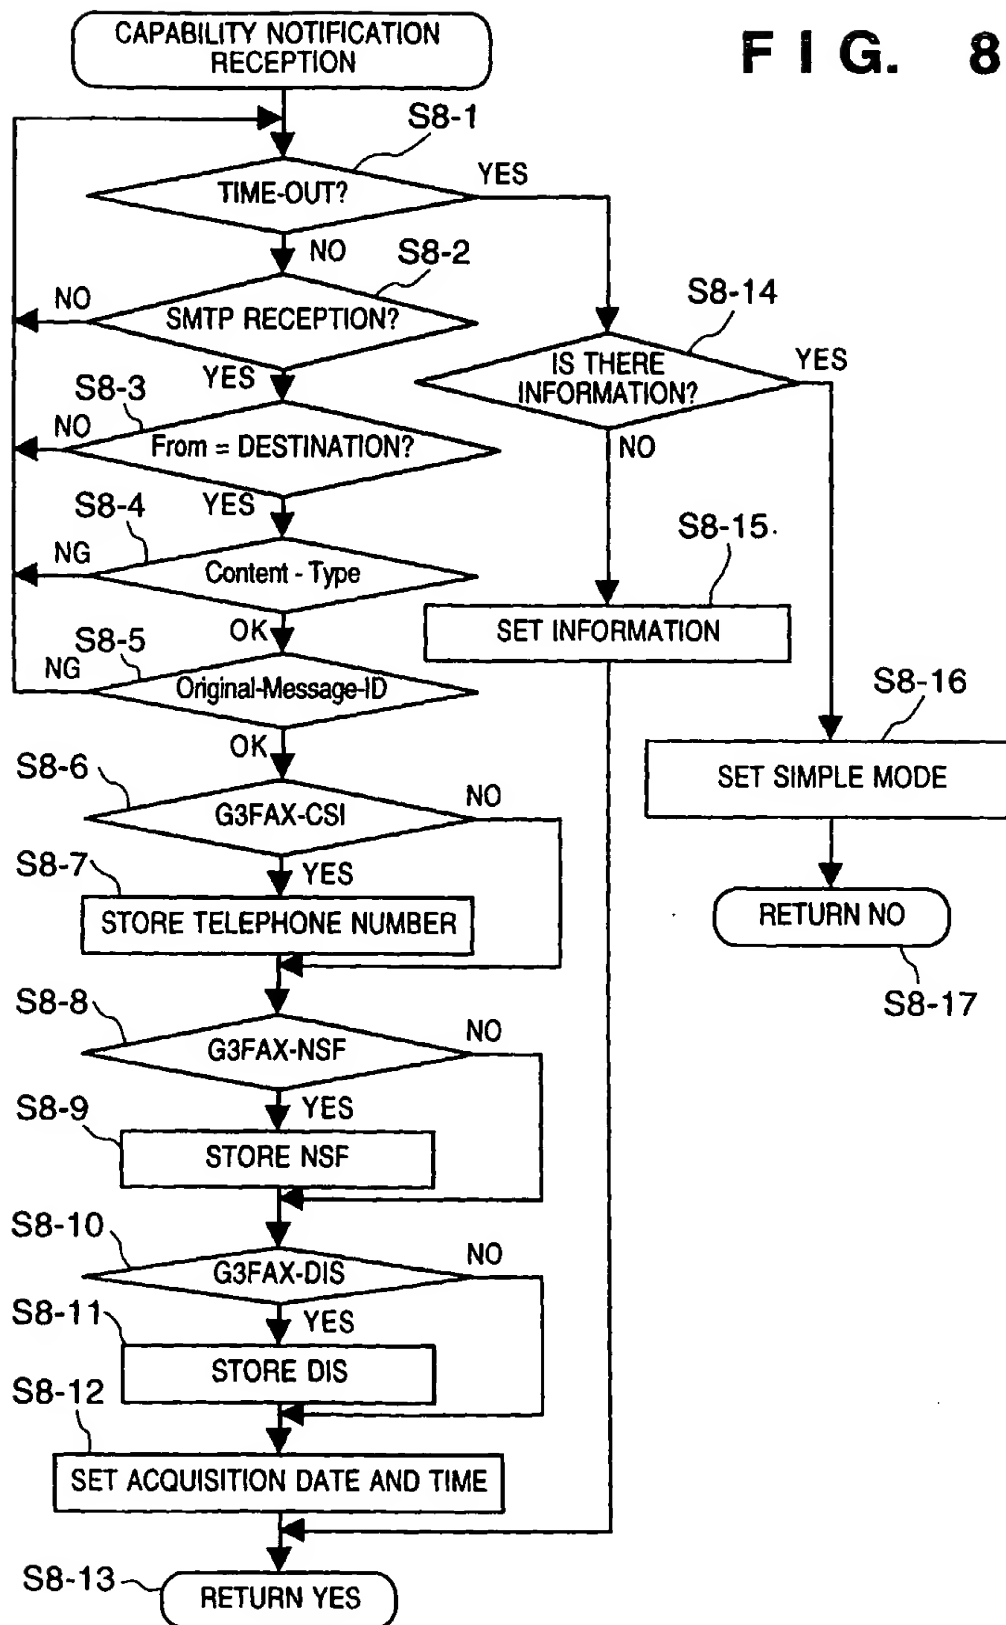 CAPABILITY NOTIFICATION
RECEPTION
FIG. 8
S8-1
TIME-OUT?
YES
NO
S8-2
SMTP RECEPTION?
NO
YES
S8-3
From = DESTINATION?
NO
YES
S8-4
Content - Type
NG
OK
S8-5
Original-Message-ID
NG
OK
S8-6
G3FAX-CSI
NO
YES
S8-7
STORE TELEPHONE NUMBER
S8-8
G3FAX-NSF
NO
YES
S8-9
STORE NSF
S8-10
G3FAX-DIS
NO
YES
S8-11
STORE DIS
S8-12
SET ACQUISITION DATE AND TIME
S8-13
RETURN YES
S8-14
IS THERE
INFORMATION?
YES
NO
S8-15
SET INFORMATION
S8-16
SET SIMPLE MODE
RETURN NO
S8-17